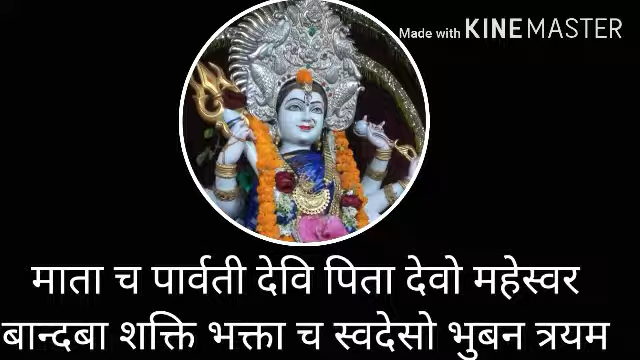 Made with KINEMASTER
माता च पार्वती देवि पिता देवो महेस्वर
बान्दबा शक्ति भक्ता च स्वदेसो भुबन त्रयम